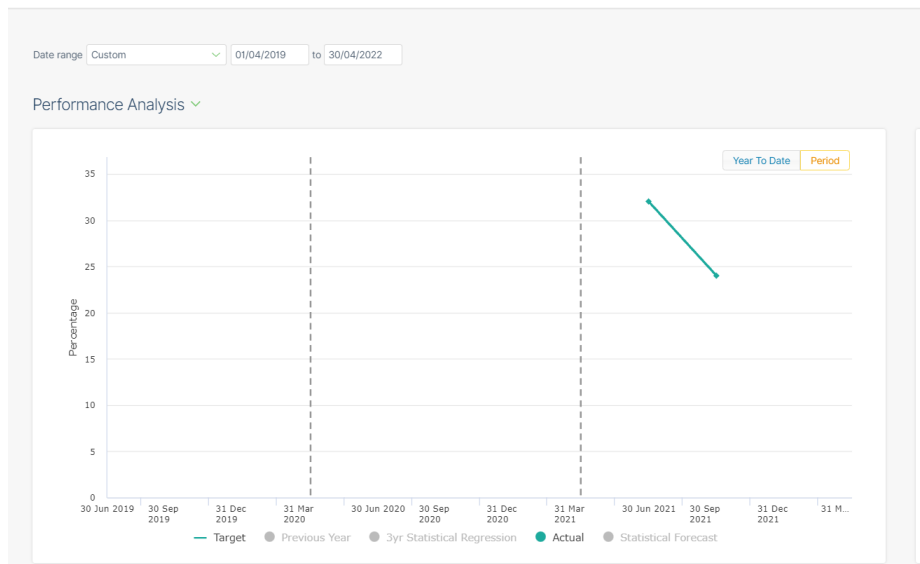 Date range Custom 01/04/2019 to 30/04/2022
Performance Analysis
Year To Date Period
35
30
25
20
15
10
5
0
Percentage
30 Jun 2019 30 Sep 2019 31 Dec 2019 31 Mar 2020 30 Jun 2020 30 Sep 2020 31 Dec 2020 31 Mar 2021 30 Jun 2021 30 Sep 2021 31 Dec 2021 31 M...
Target Previous Year 3yr Statistical Regression Actual Statistical Forecast